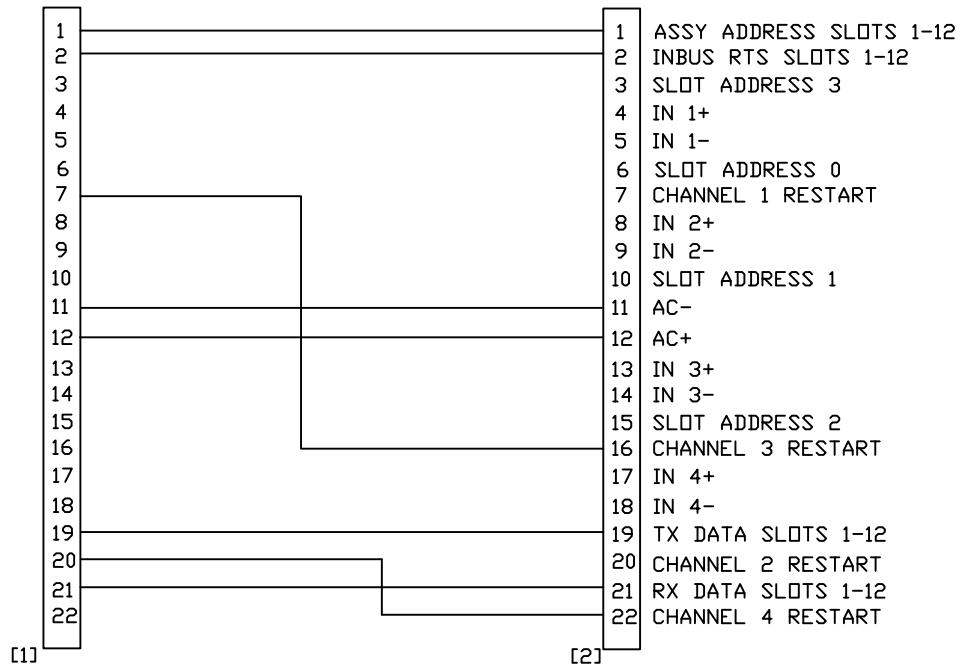 1 1 ASSY ADDRESS SLOTS 1-12
2 2 INBUS RTS SLOTS 1-12
3 3 SLOT ADDRESS 3
4 4 IN 1+
5 5 IN 1-
6 6 SLOT ADDRESS 0
7 7 CHANNEL 1 RESTART
8 8 IN 2+
9 9 IN 2-
10 10 SLOT ADDRESS 1
11 11 AC-
12 12 AC+
13 13 IN 3+
14 14 IN 3-
15 15 SLOT ADDRESS 2
16 16 CHANNEL 3 RESTART
17 17 IN 4+
18 18 IN 4-
19 19 TX DATA SLOTS 1-12
20 20 CHANNEL 2 RESTART
21 21 RX DATA SLOTS 1-12
22 22 CHANNEL 4 RESTART
[1] [2]